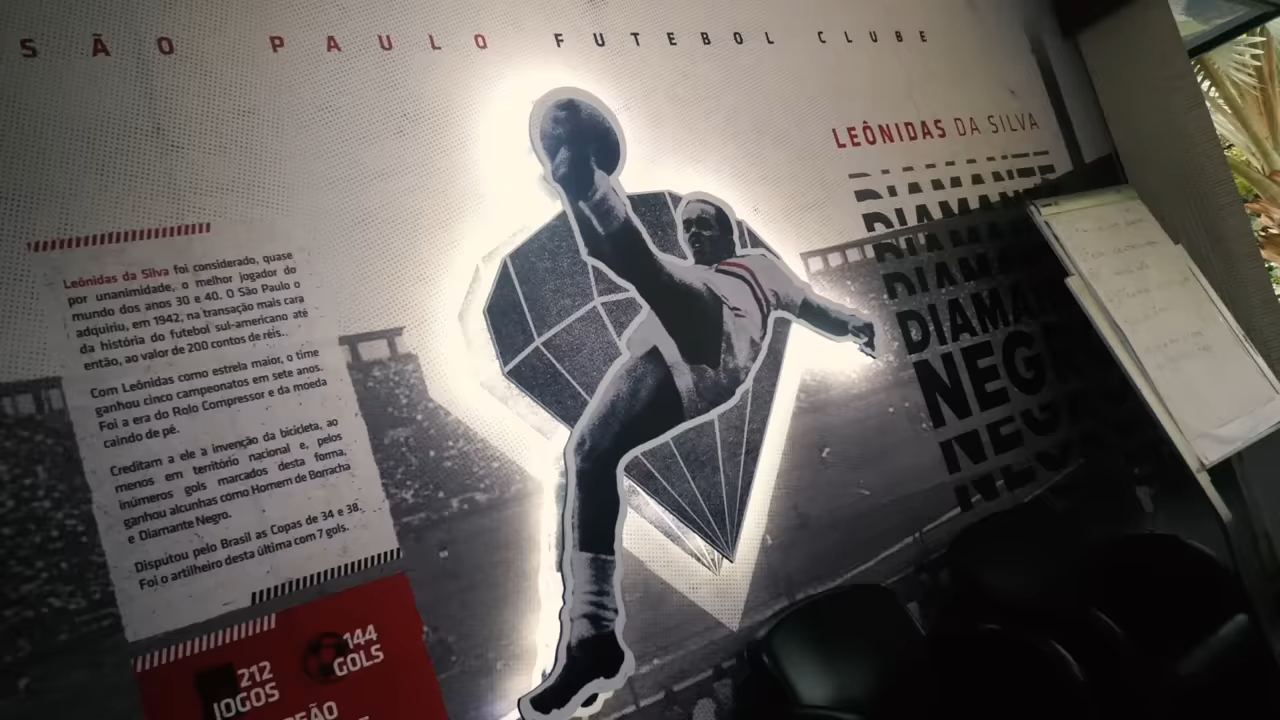 SÃO PAULO FUTEBOL CLUBE
LEÔNIDAS DA SILVA
DIAMANTE
DIAMANTE
DIAMA
NEG
NEG
Leônidas da Silva foi considerado, quase
por unanimidade, o melhor jogador do
mundo dos anos 30 e 40. O São Paulo o
adquiriu, em 1942, na transação mais cara
da história do futebol sul-americano até
então, ao valor de 200 contos de réis.
Com Leônidas como estrela maior, o time
ganhou cinco campeonatos em sete anos.
Foi a era do Rolo Compressor e da moeda
caindo de pé.
Creditam a ele a invenção da bicicleta, ao
menos em território nacional e, pelos
inúmeros gols marcados desta forma,
ganhou alcunhas como Homem de Borracha
e Diamante Negro.
Disputou pelo Brasil as Copas de 34 e 38.
Foi o artilheiro desta última com 7 gols.
212
JOGOS
144
GOLS